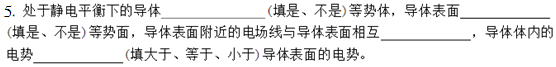 5. 处于静电平衡下的导体______________(填是、不是)等势体，导体表面____________
(填是、不是)等势面，导体表面附近的电场线与导体表面相互____________，导体体内的
电势____________(填大于、等于、小于)导体表面的电势。